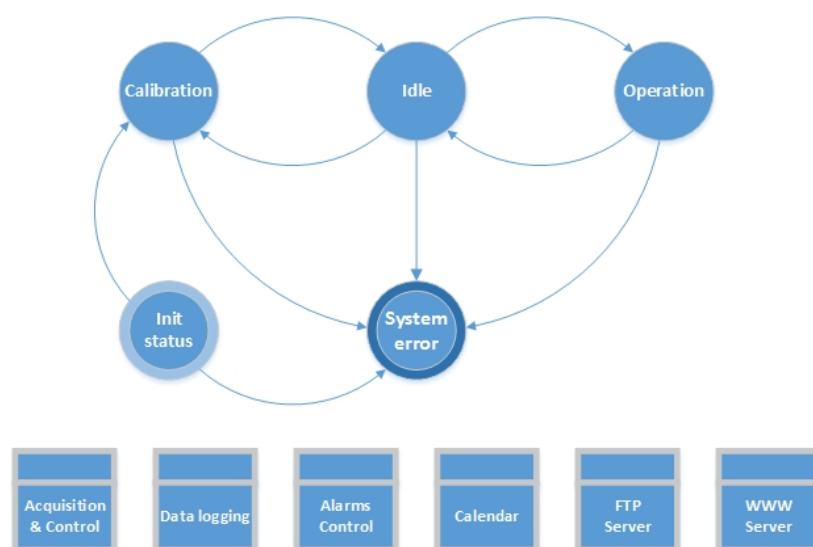 Calibration
Idle
Operation
Init
status
System
error
Acquisition
& Control
Data logging
Alarms
Control
Calendar
FTP
Server
WWW
Server